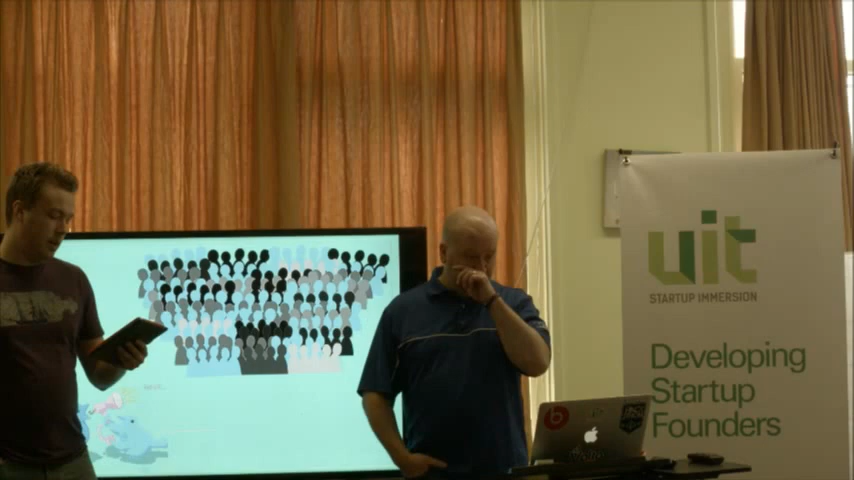 uit
STARTUP IMMERSION
Developing
Startup
Founders